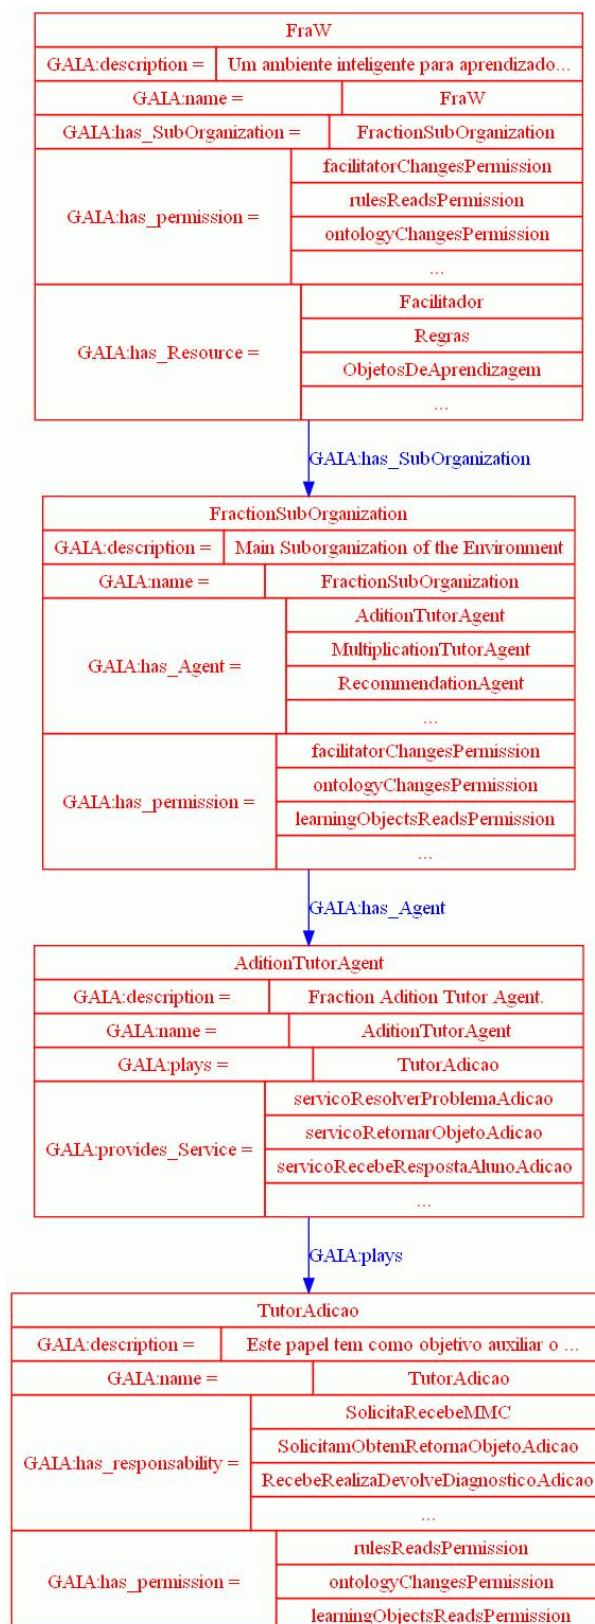 FraW
GAIA:description = Um ambiente inteligente para aprendizado...
GAIA:name = FraW
GAIA:has_SubOrganization = FractionSubOrganization
GAIA:has_permission =
facilitatorChangesPermission
rulesReadsPermission
ontologyChangesPermission
...
GAIA:has_Resource =
Facilitador
Regras
ObjetosDeAprendizagem
...
GAIA:has_SubOrganization
FractionSubOrganization
GAIA:description = Main Suborganization of the Environment
GAIA:name = FractionSubOrganization
GAIA:has_Agent =
AditionTutorAgent
MultiplicationTutorAgent
RecommendationAgent
...
GAIA:has_permission =
facilitatorChangesPermission
ontologyChangesPermission
learningObjectsReadsPermission
...
GAIA:has_Agent
AditionTutorAgent
GAIA:description = Fraction Adition Tutor Agent.
GAIA:name = AditionTutorAgent
GAIA:plays = TutorAdicao
GAIA:provides_Service =
servicoResolverProblemaAdicao
servicoRetornarObjetoAdicao
servicoRecebeRespostaAlunoAdicao
...
GAIA:plays
TutorAdicao
GAIA:description = Este papel tem como objetivo auxiliar o ...
GAIA:name = TutorAdicao
GAIA:has_responsability =
SolicitaRecebeMMC
SolicitamObtemRetornaObjetoAdicao
RecebeRealizaDevolveDiagnosticoAdicao
...
GAIA:has_permission =
rulesReadsPermission
ontologyChangesPermission
learningObjectsReadsPermission